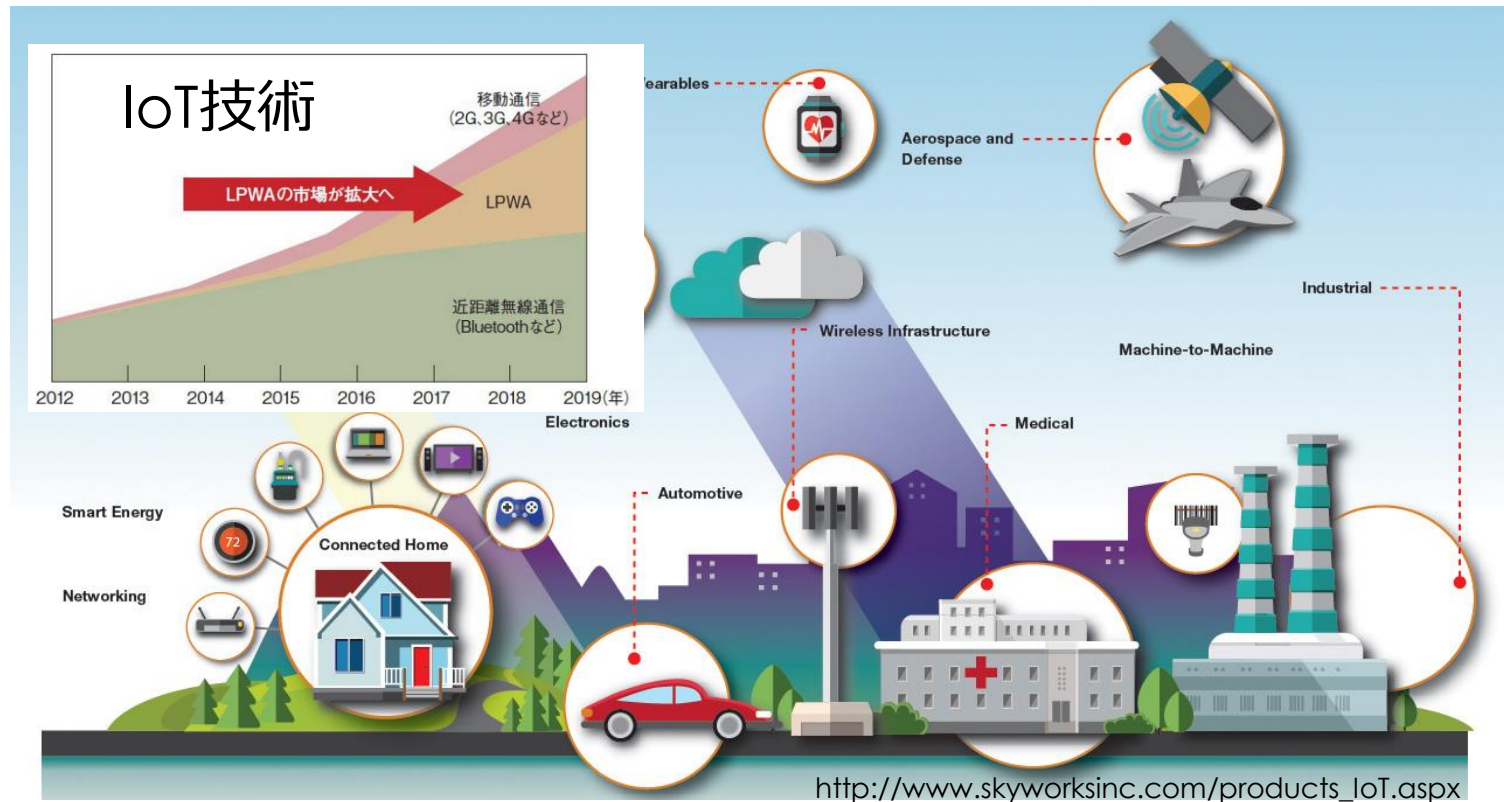 IoT技術
移動通信
(2G、3G、4Gなど)
LPWAの市場が拡大へ
LPWA
近距離無線通信
(Bluetoothなど)
2012 2013 2014 2015 2016 2017 2018 2019(年)
earables
Aerospace and
Defense
Industrial
Wireless Infrastructure
Machine-to-Machine
Electronics
Medical
Automotive
Smart Energy
72
Connected Home
Networking
http://www.skyworksinc.com/products_IoT.aspx